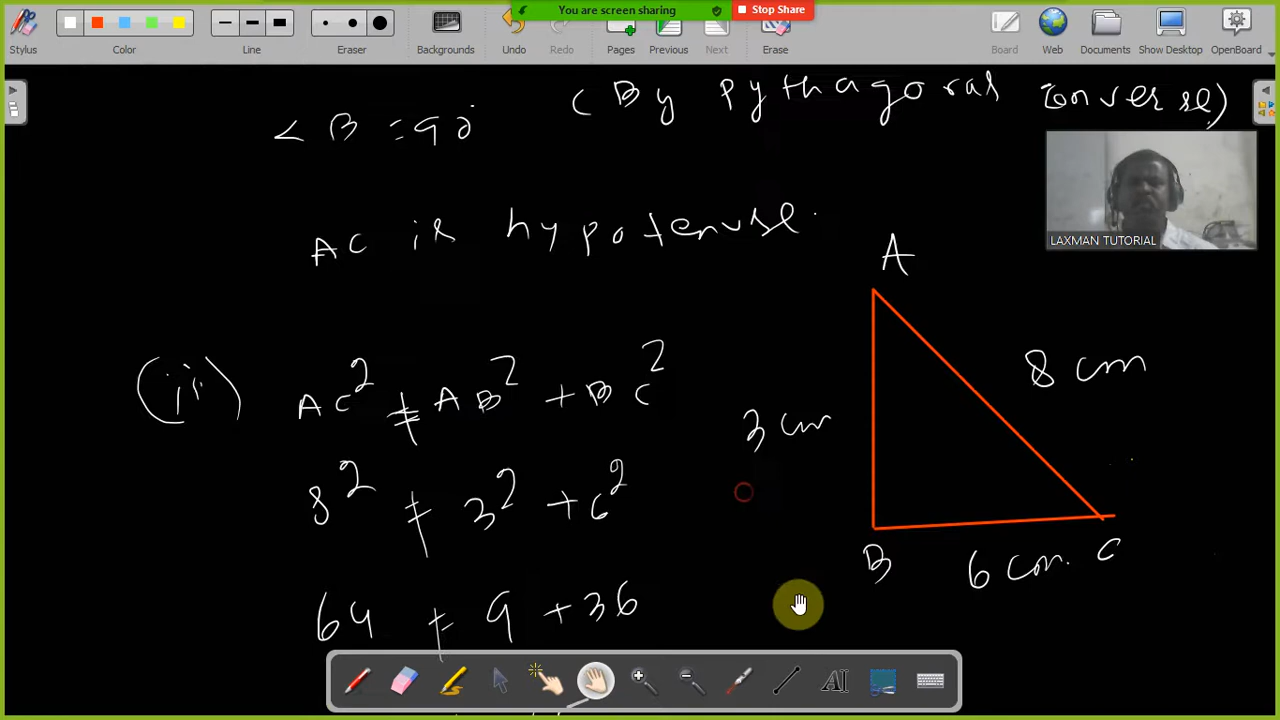 You are screen sharing
Stop Share
Stylus
Color
Line
Eraser
Backgrounds
Undo
Redo
Pages
Previous
Next
Erase
Board
Web
Documents
Show Desktop
OpenBoard
(By Pythagoras converse)
∠B = 90°
LAXMAN TUTORIAL
AC is hypotenuse.
A
(ii) AC² ≠ AB² + BC²
8 cm
3 cm
8² ≠ 3² + 6²
B 6 cm. C
64 ≠ 9 + 36